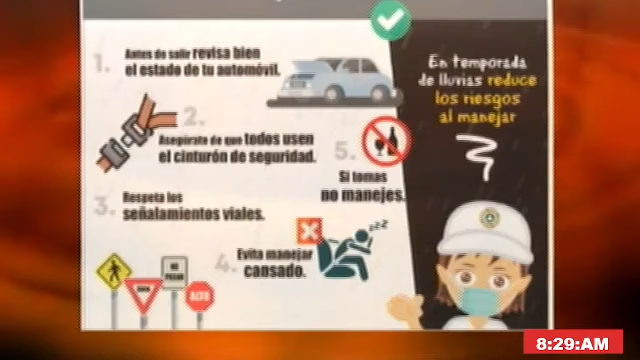 1. Antes de salir revisa bien
el estado de tu automóvil.
2.
Asegúrate de que todos usen
el cinturón de seguridad.
3. Respeta los
señalamientos viales.
4. Evita manejar
cansado.
zzz
5.
Si tomas
no manejes.
ALTO
En temporada
de lluvias reduce
los riesgos
al manejar
8:29:AM